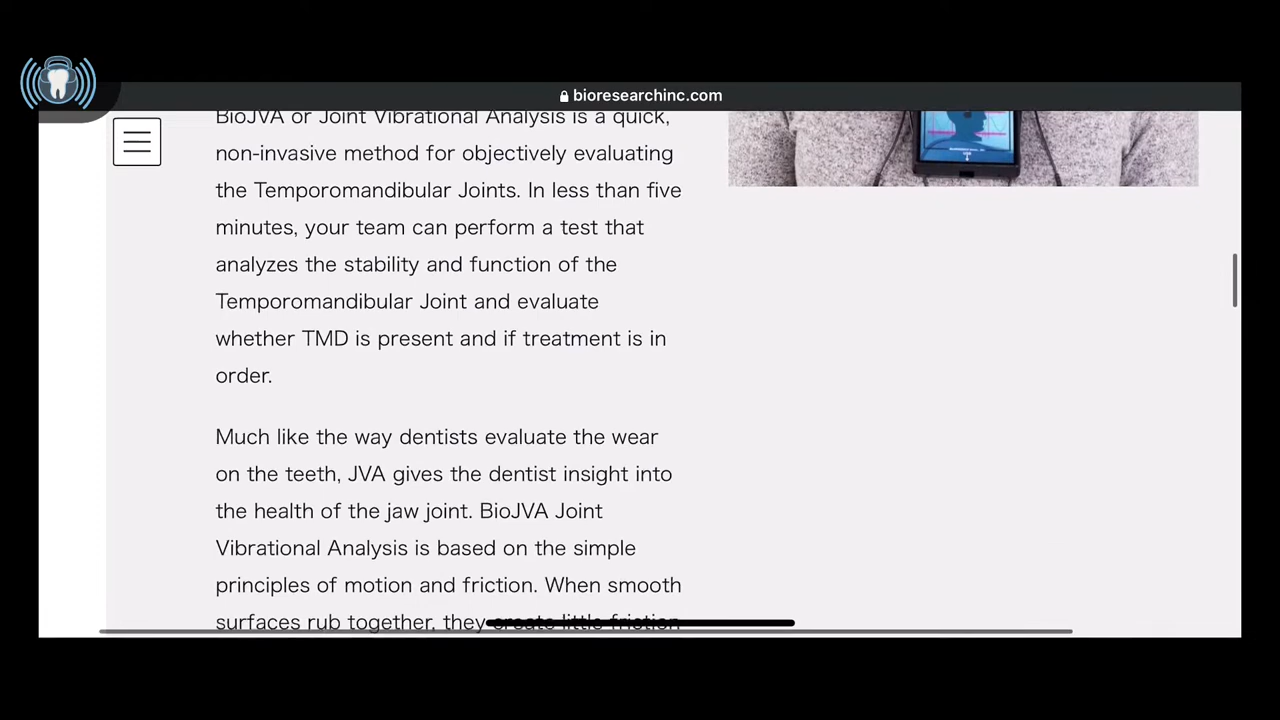 bioresearchinc.com
BioJVA or Joint Vibrational Analysis is a quick,
non-invasive method for objectively evaluating
the Temporomandibular Joints. In less than five
minutes, your team can perform a test that
analyzes the stability and function of the
Temporomandibular Joint and evaluate
whether TMD is present and if treatment is in
order.
Much like the way dentists evaluate the wear
on the teeth, JVA gives the dentist insight into
the health of the jaw joint. BioJVA Joint
Vibrational Analysis is based on the simple
principles of motion and friction. When smooth
surfaces rub together, they create little friction